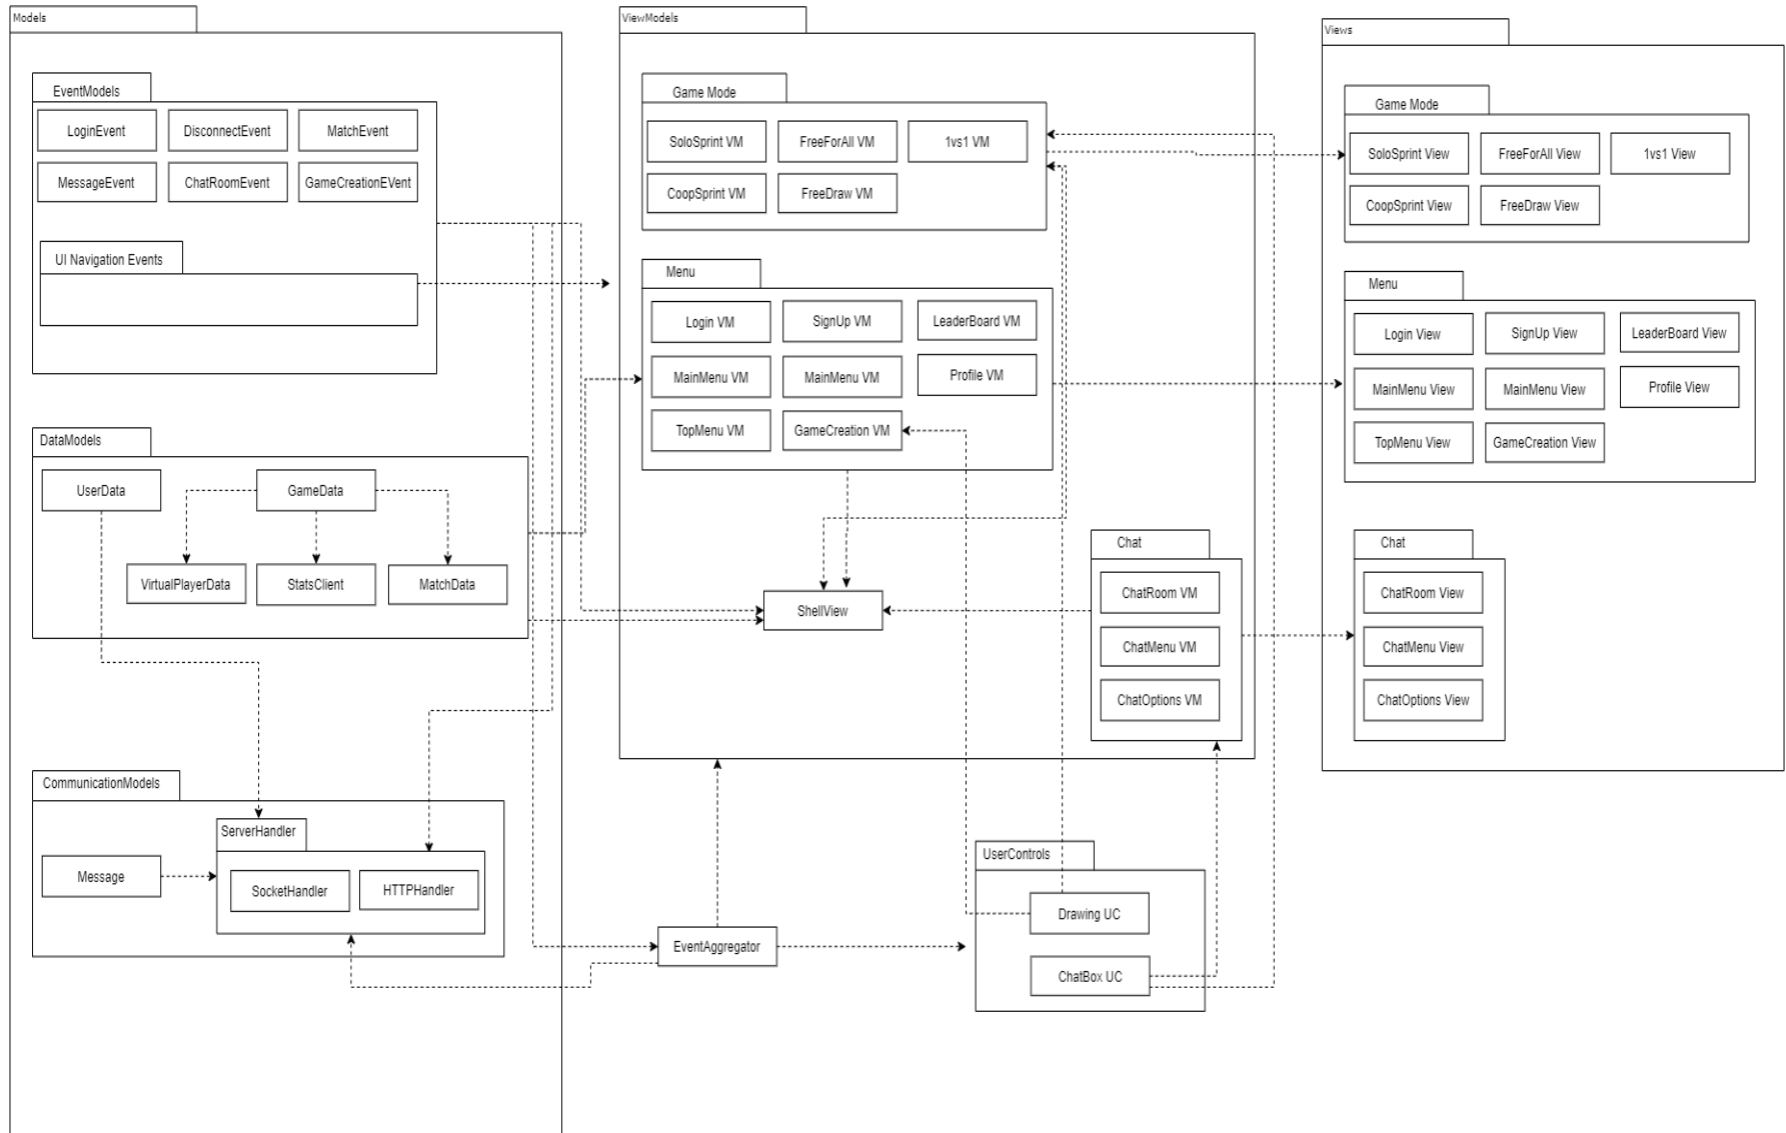 Models
EventModels
LoginEvent
DisconnectEvent
MatchEvent
MessageEvent
ChatRoomEvent
GameCreationEVent
UI Navigation Events
DataModels
UserData
GameData
VirtualPlayerData
StatsClient
MatchData
CommunicationModels
ServerHandler
Message
SocketHandler
HTTPHandler
ViewModels
Game Mode
SoloSprint VM
FreeForAll VM
1vs1 VM
CoopSprint VM
FreeDraw VM
Menu
Login VM
SignUp VM
LeaderBoard VM
MainMenu VM
MainMenu VM
Profile VM
TopMenu VM
GameCreation VM
ShellView
Chat
ChatRoom VM
ChatMenu VM
ChatOptions VM
EventAggregator
UserControls
Drawing UC
ChatBox UC
Views
Game Mode
SoloSprint View
FreeForAll View
1vs1 View
CoopSprint View
FreeDraw View
Menu
Login View
SignUp View
LeaderBoard View
MainMenu View
MainMenu View
Profile View
TopMenu View
GameCreation View
Chat
ChatRoom View
ChatMenu View
ChatOptions View